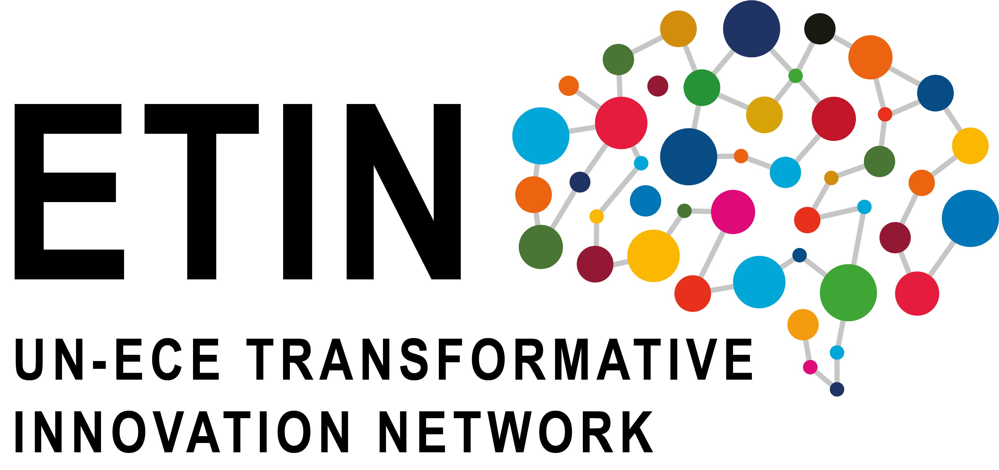 ETIN
UN-ECE TRANSFORMATIVE
INNOVATION NETWORK